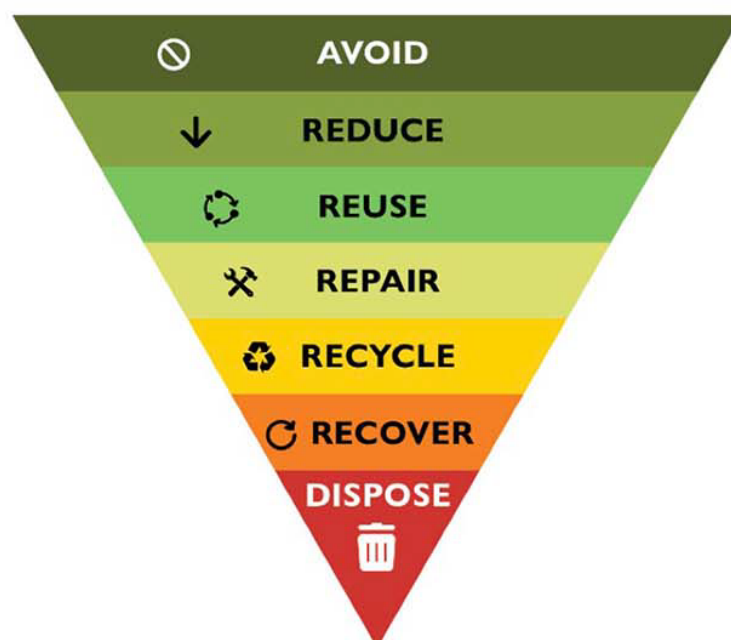 AVOID
REDUCE
REUSE
REPAIR
RECYCLE
RECOVER
DISPOSE